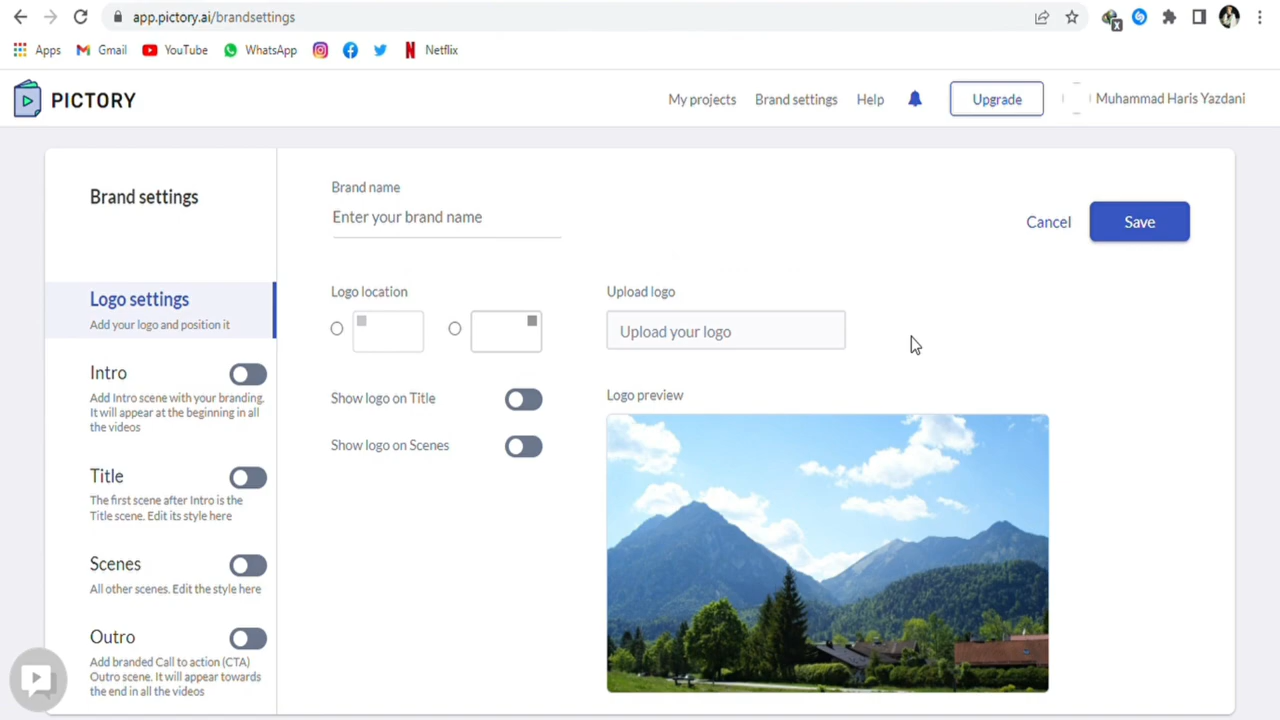 app.pictory.ai/brandsettings
Apps Gmail YouTube WhatsApp Netflix
PICTORY
My projects Brand settings Help Upgrade Muhammad Haris Yazdani
Brand settings
Brand name
Enter your brand name
Cancel Save
Logo settings
Add your logo and position it
Logo location
Upload logo
Upload your logo
Intro
Add Intro scene with your branding.
It will appear at the beginning in all
the videos
Show logo on Title
Show logo on Scenes
Logo preview
Title
The first scene after Intro is the
Title scene. Edit its style here
Scenes
All other scenes. Edit the style here
Outro
Add branded Call to action (CTA)
Outro scene. It will appear towards
the end in all the videos